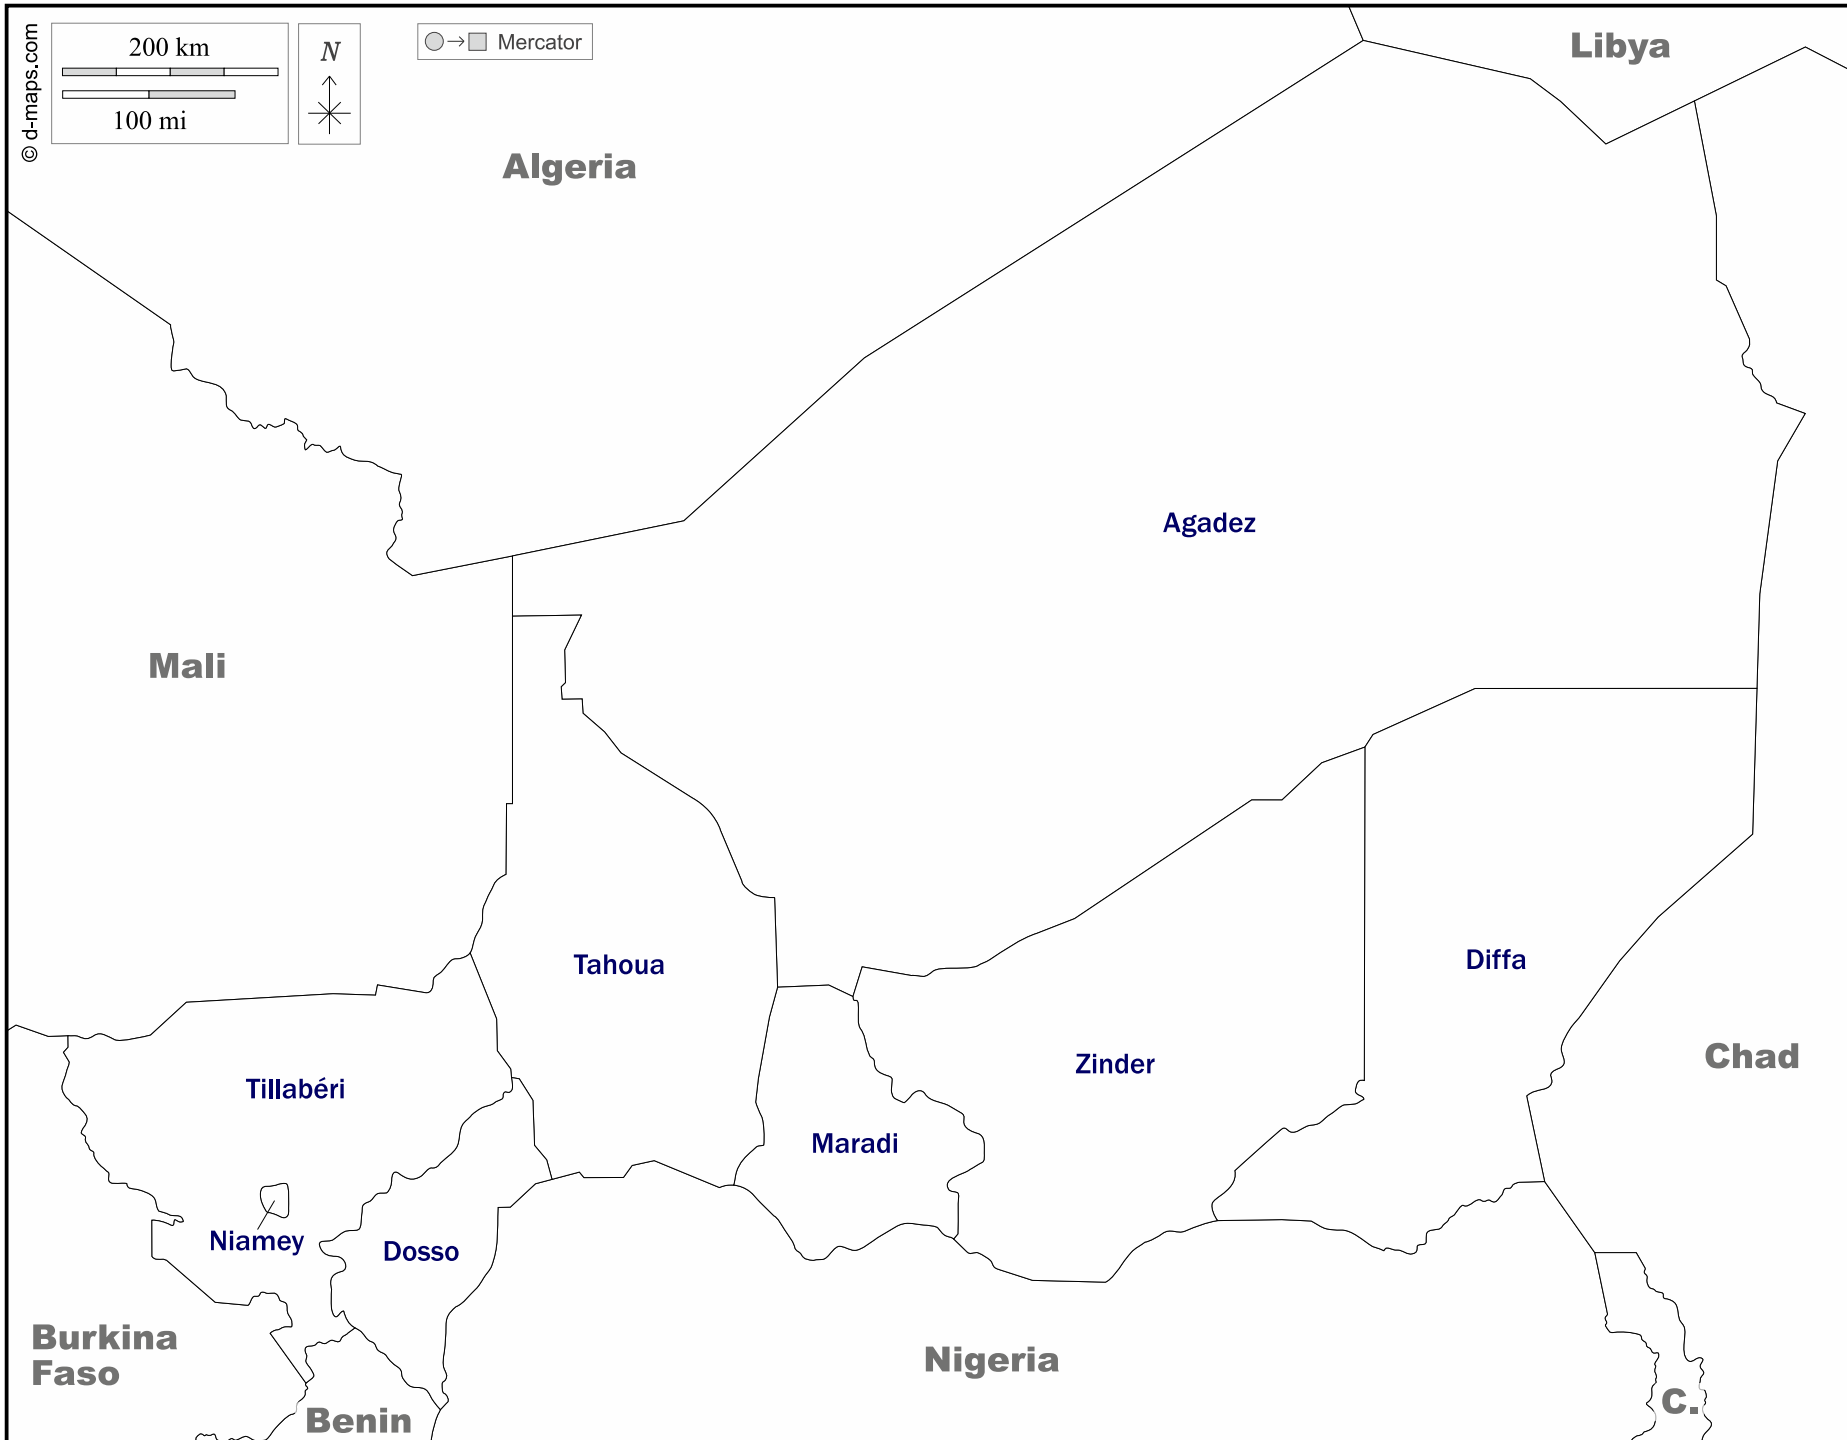 © d-maps.com
200 km
100 mi
N
Mercator
Libya
Algeria
Agadez
Mali
Tahoua
Diffa
Chad
Zinder
Tillabéri
Maradi
Niamey
Dosso
Burkina
Faso
Nigeria
Benin
C.